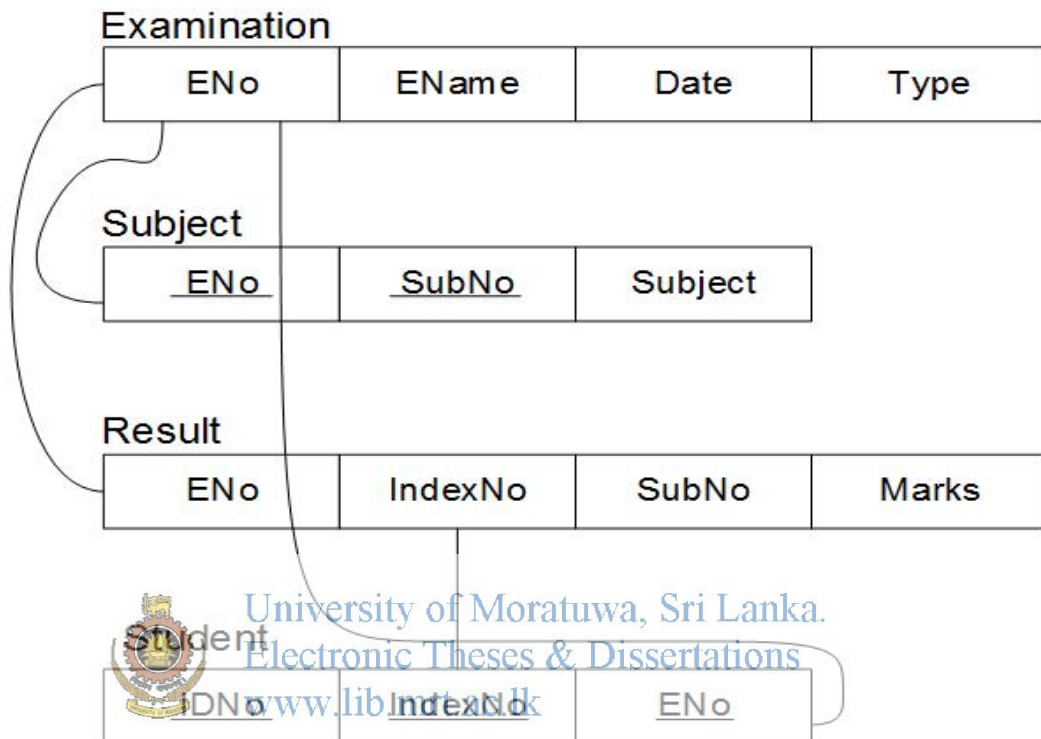 Examination
ENo EName Date Type
Subject
ENo SubNo Subject
Result
ENo IndexNo SubNo Marks
University of Moratuwa, Sri Lanka.
Student
Electronic Theses & Dissertations
IDNo IndexNo ENo
www.lib.mrt.ac.lk